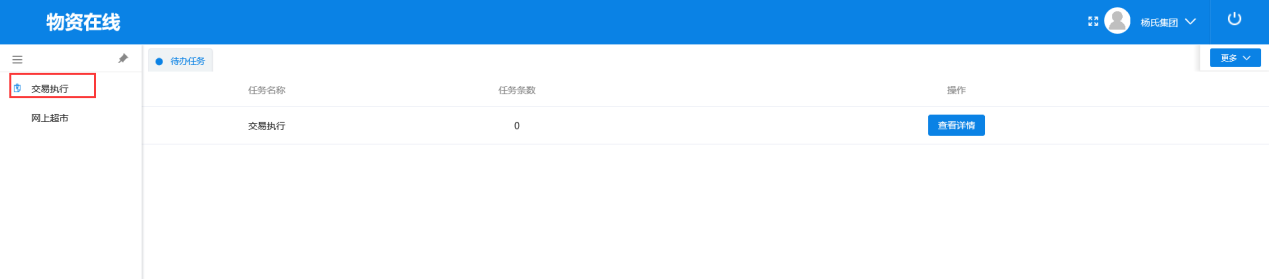 物资在线
杨氏集团
待办任务
更多
交易执行
网上超市
任务名称 任务条数 操作
交易执行 0 查看详情